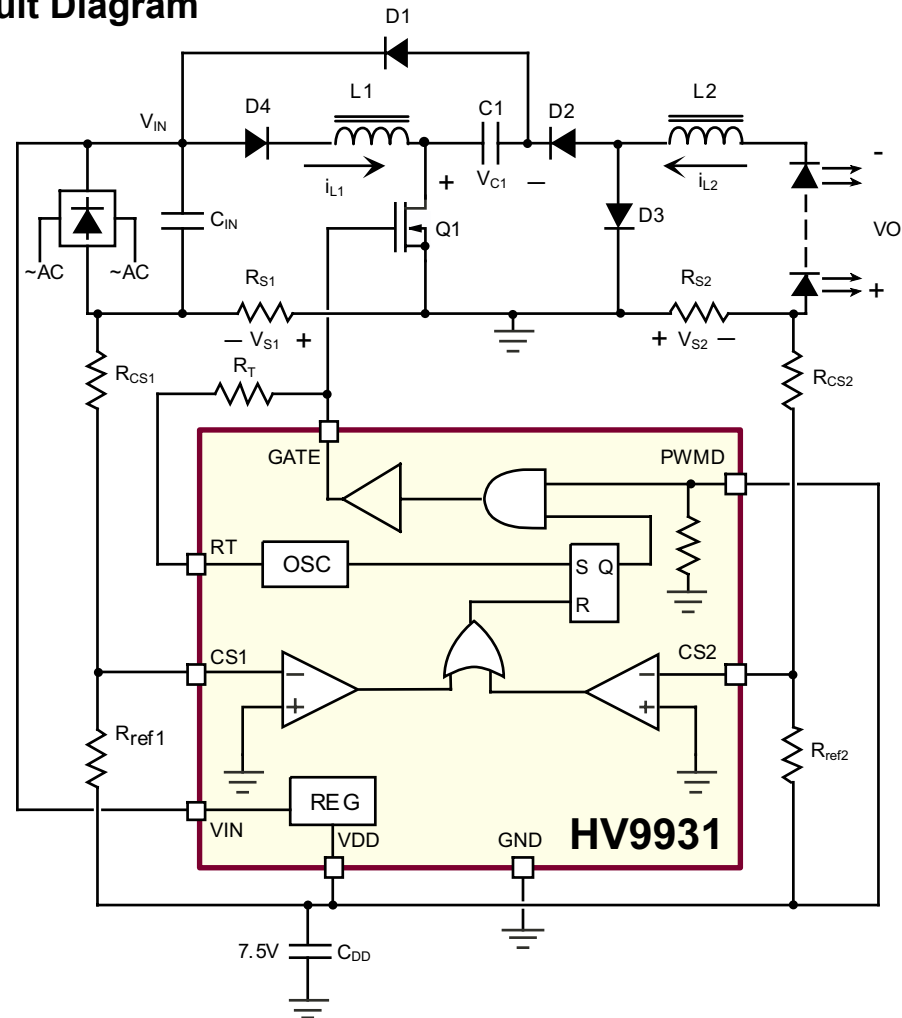 uit Diagram
D1
VIN
D4
L1
C1
D2
L2
iL1
+
VC1
–
iL2
-
VO
+
CIN
Q1
D3
~AC
~AC
RS1
– VS1 +
RS2
+ VS2 –
RCS1
RT
RCS2
GATE
PWMD
RT
OSC
S Q
R
CS1
CS2
–
+
–
+
Rref1
Rref2
REG
VIN
VDD
GND
HV9931
7.5V
CDD